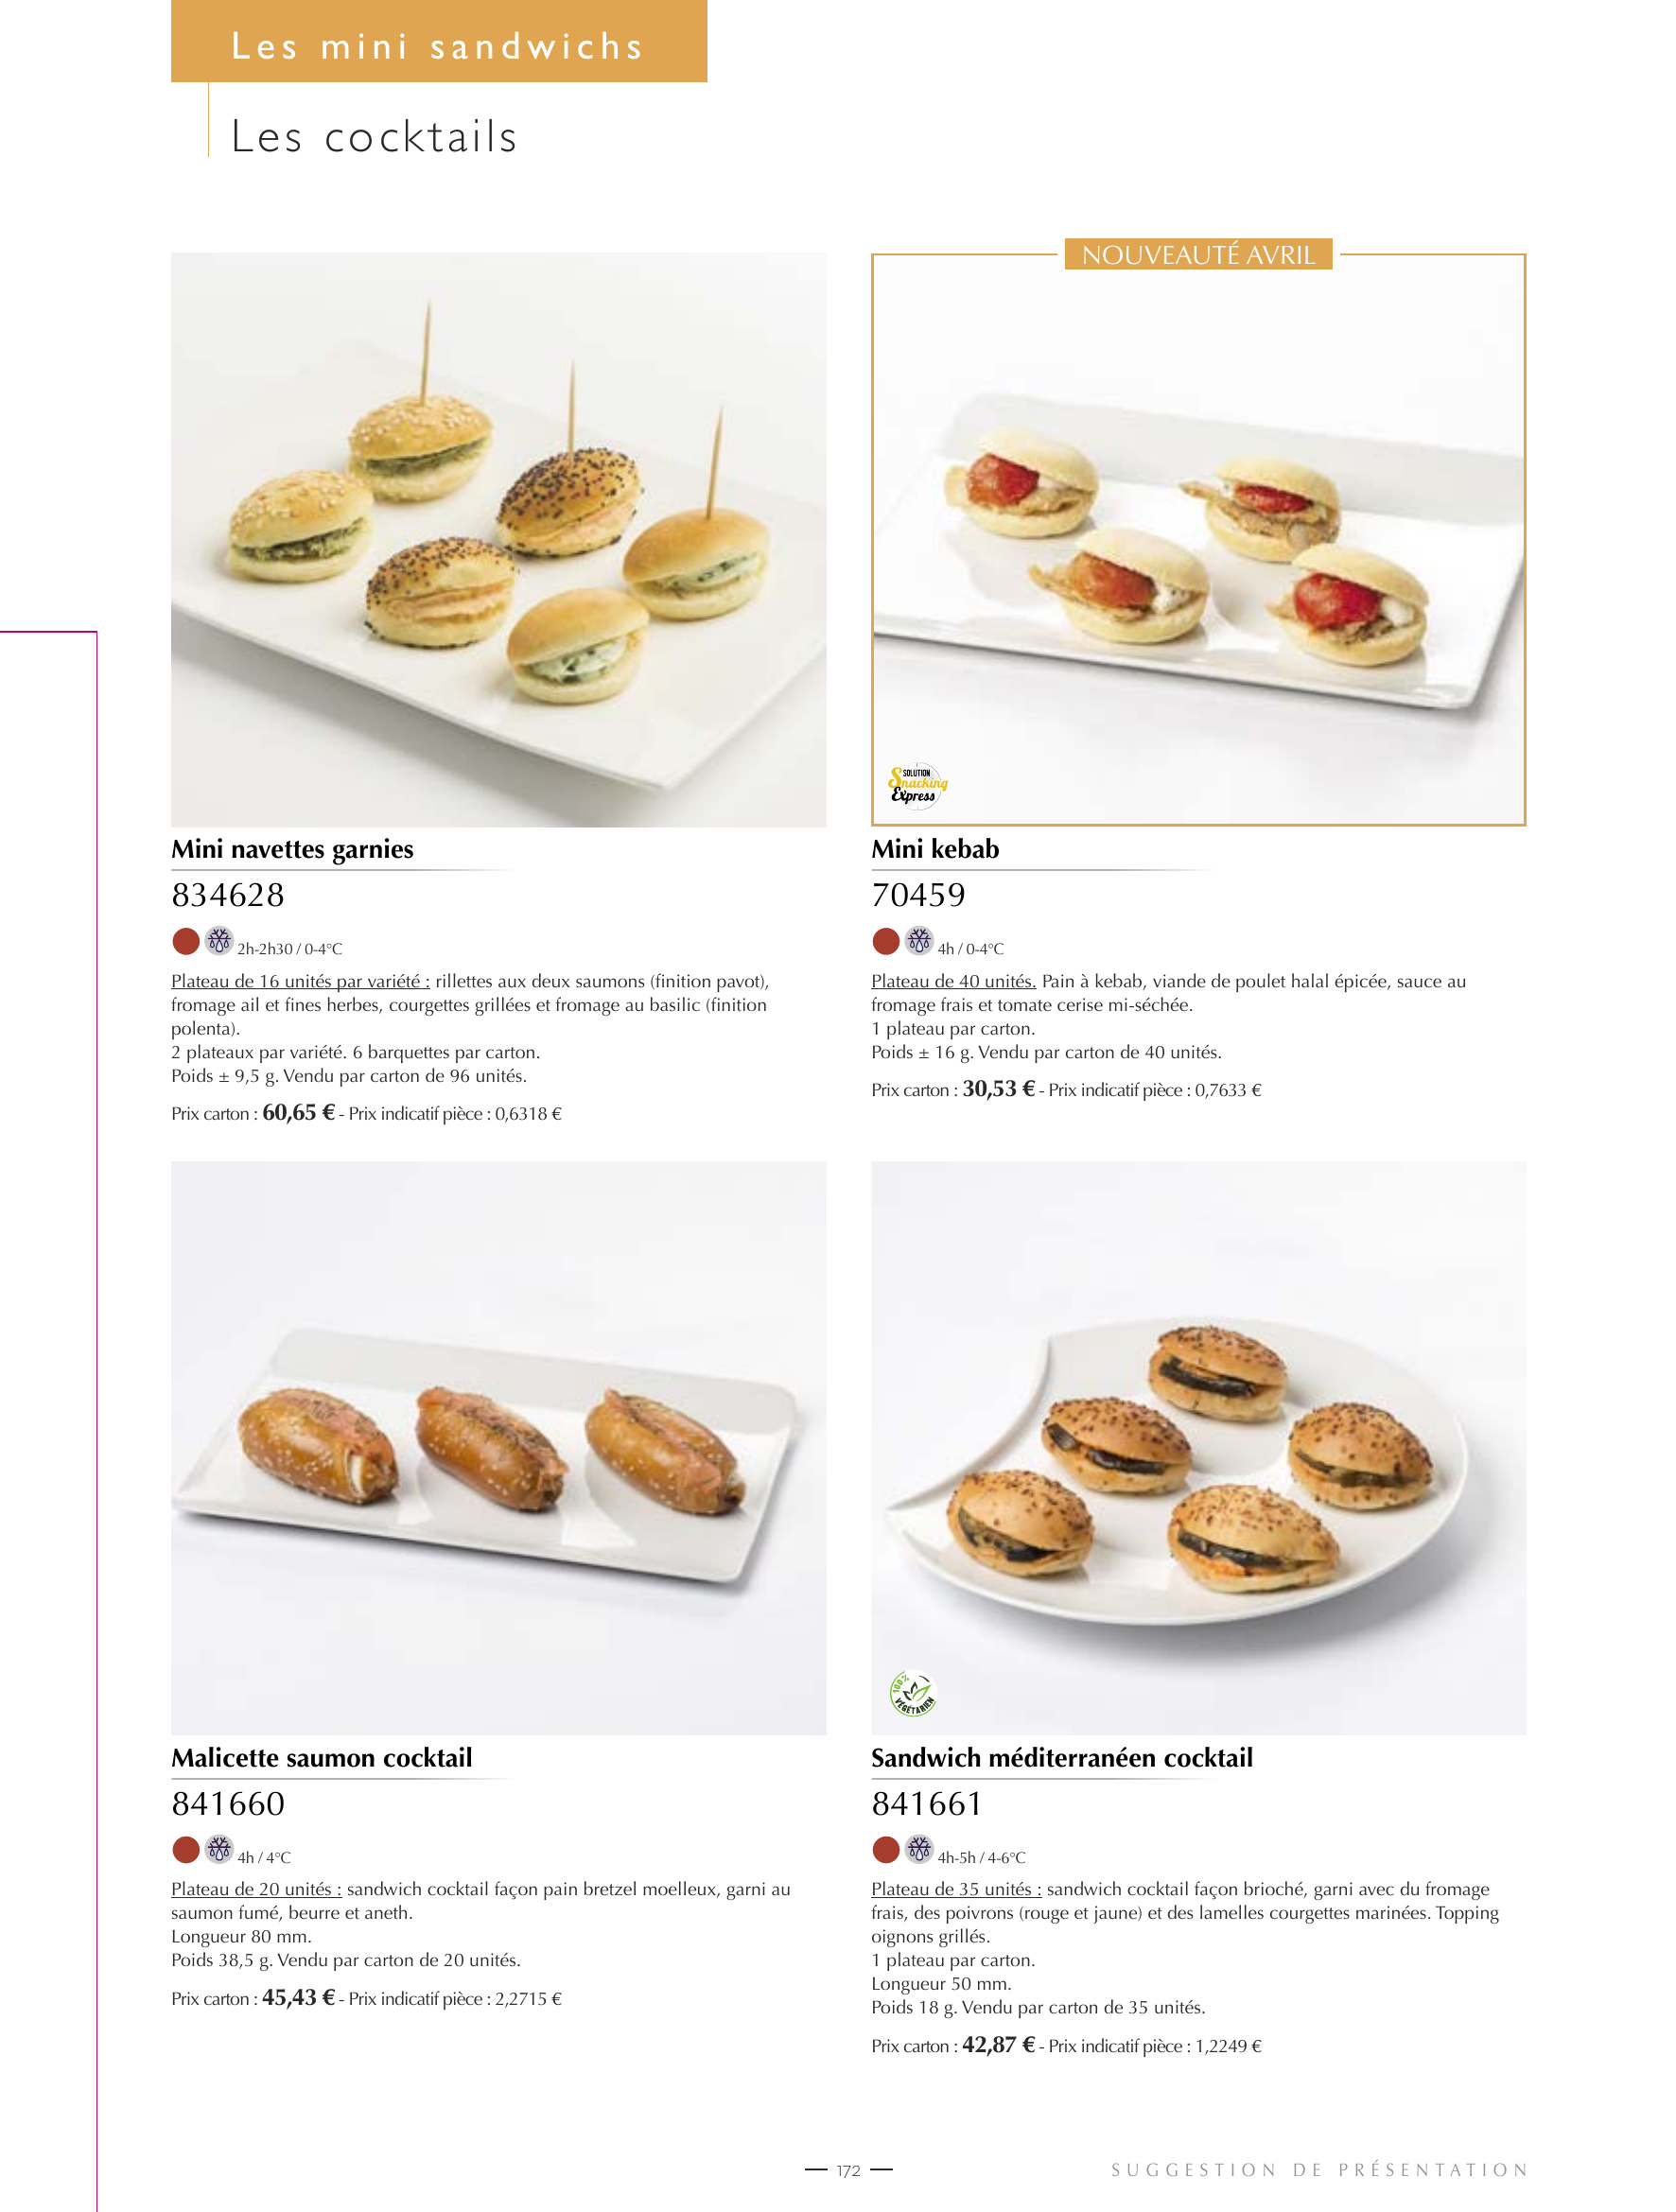 Les mini sandwichs
Les cocktails
NOUVEAUTÉ AVRIL
SOLUTION
Snacking
Express
Mini navettes garnies
834628
2h-2h30 / 0-4°C
Plateau de 16 unités par variété : rillettes aux deux saumons (finition pavot),
fromage ail et fines herbes, courgettes grillées et fromage au basilic (finition
polenta).
2 plateaux par variété. 6 barquettes par carton.
Poids ± 9,5 g. Vendu par carton de 96 unités.
Prix carton : 60,65 € - Prix indicatif pièce : 0,6318 €
Mini kebab
70459
4h / 0-4°C
Plateau de 40 unités. Pain à kebab, viande de poulet halal épicée, sauce au
fromage frais et tomate cerise mi-séchée.
1 plateau par carton.
Poids ± 16 g. Vendu par carton de 40 unités.
Prix carton : 30,53 € - Prix indicatif pièce : 0,7633 €
100%
VÉGÉTARIEN
Malicette saumon cocktail
841660
4h / 4°C
Plateau de 20 unités : sandwich cocktail façon pain bretzel moelleux, garni au
saumon fumé, beurre et aneth.
Longueur 80 mm.
Poids 38,5 g. Vendu par carton de 20 unités.
Prix carton : 45,43 € - Prix indicatif pièce : 2,2715 €
Sandwich méditerranéen cocktail
841661
4h-5h / 4-6°C
Plateau de 35 unités : sandwich cocktail façon brioché, garni avec du fromage
frais, des poivrons (rouge et jaune) et des lamelles courgettes marinées. Topping
oignons grillés.
1 plateau par carton.
Longueur 50 mm.
Poids 18 g. Vendu par carton de 35 unités.
Prix carton : 42,87 € - Prix indicatif pièce : 1,2249 €
172
SUGGESTION DE PRÉSENTATION